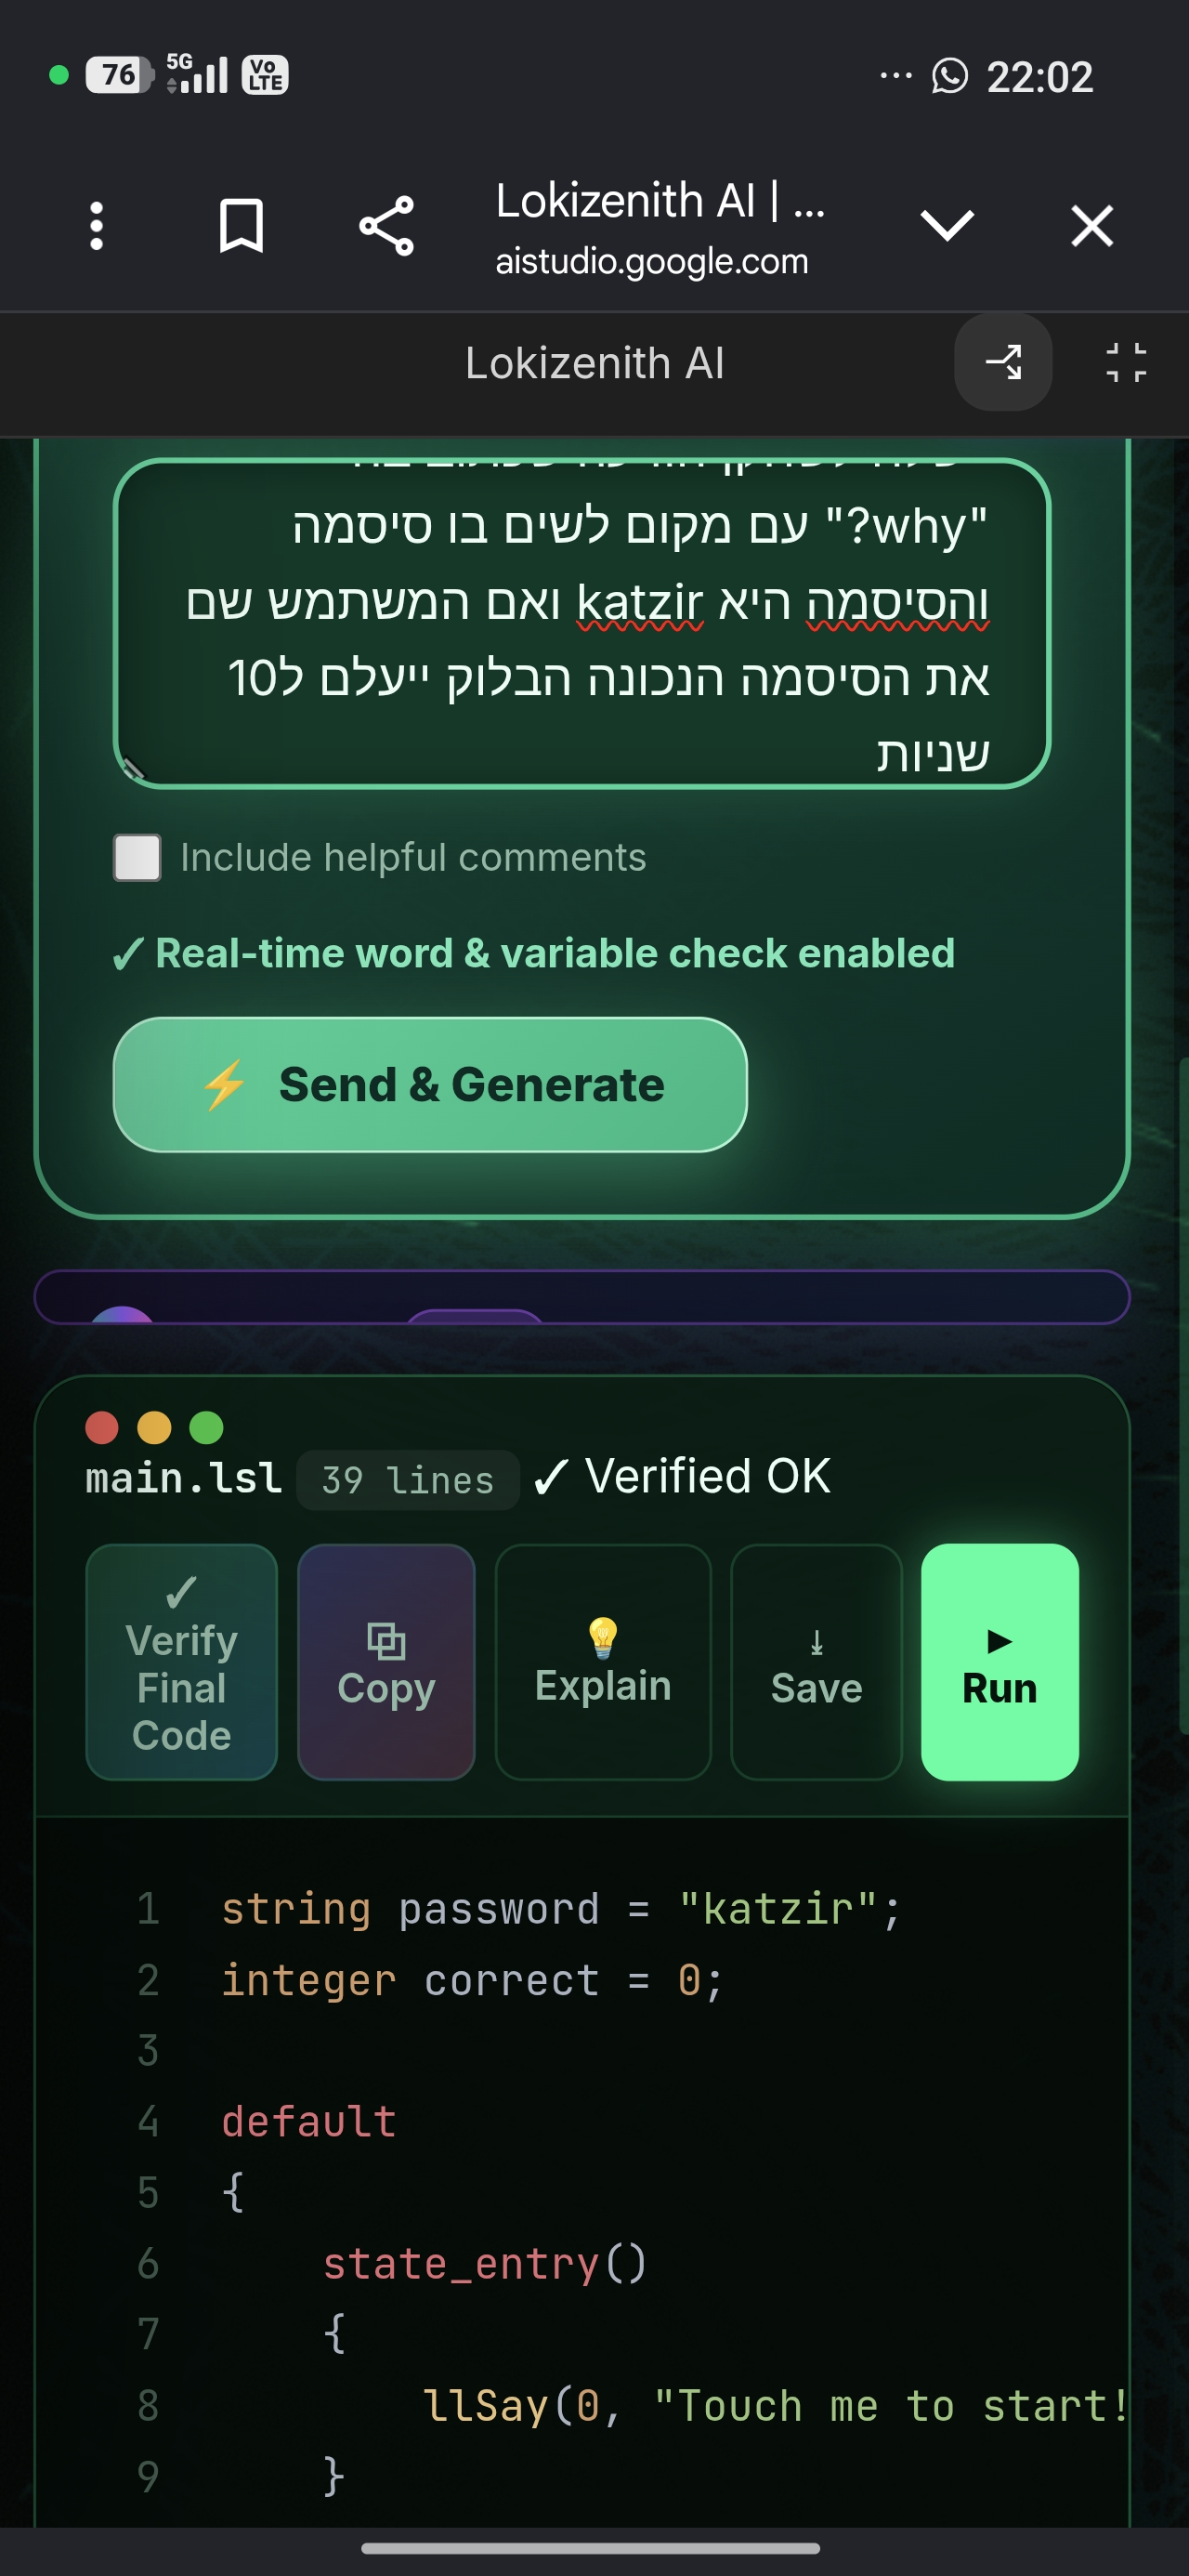 76 5G Vo LTE ... 22:02
Lokizenith AI | ...
aistudio.google.com
Lokizenith AI
"why?" עם מקום לשים בו סיסמה
והסיסמה היא katzir ואם המשתמש שם
את הסיסמה הנכונה הבלוק ייעלם ל10
שניות
Include helpful comments
✓ Real-time word & variable check enabled
⚡ Send & Generate
main.lsl 39 lines ✓ Verified OK
✓ Verify Final Code
Copy
💡 Explain
⤓ Save
▶ Run
1 string password = "katzir";
2 integer correct = 0;
3
4 default
5 {
6 state_entry()
7 {
8 llSay(0, "Touch me to start!
9 }